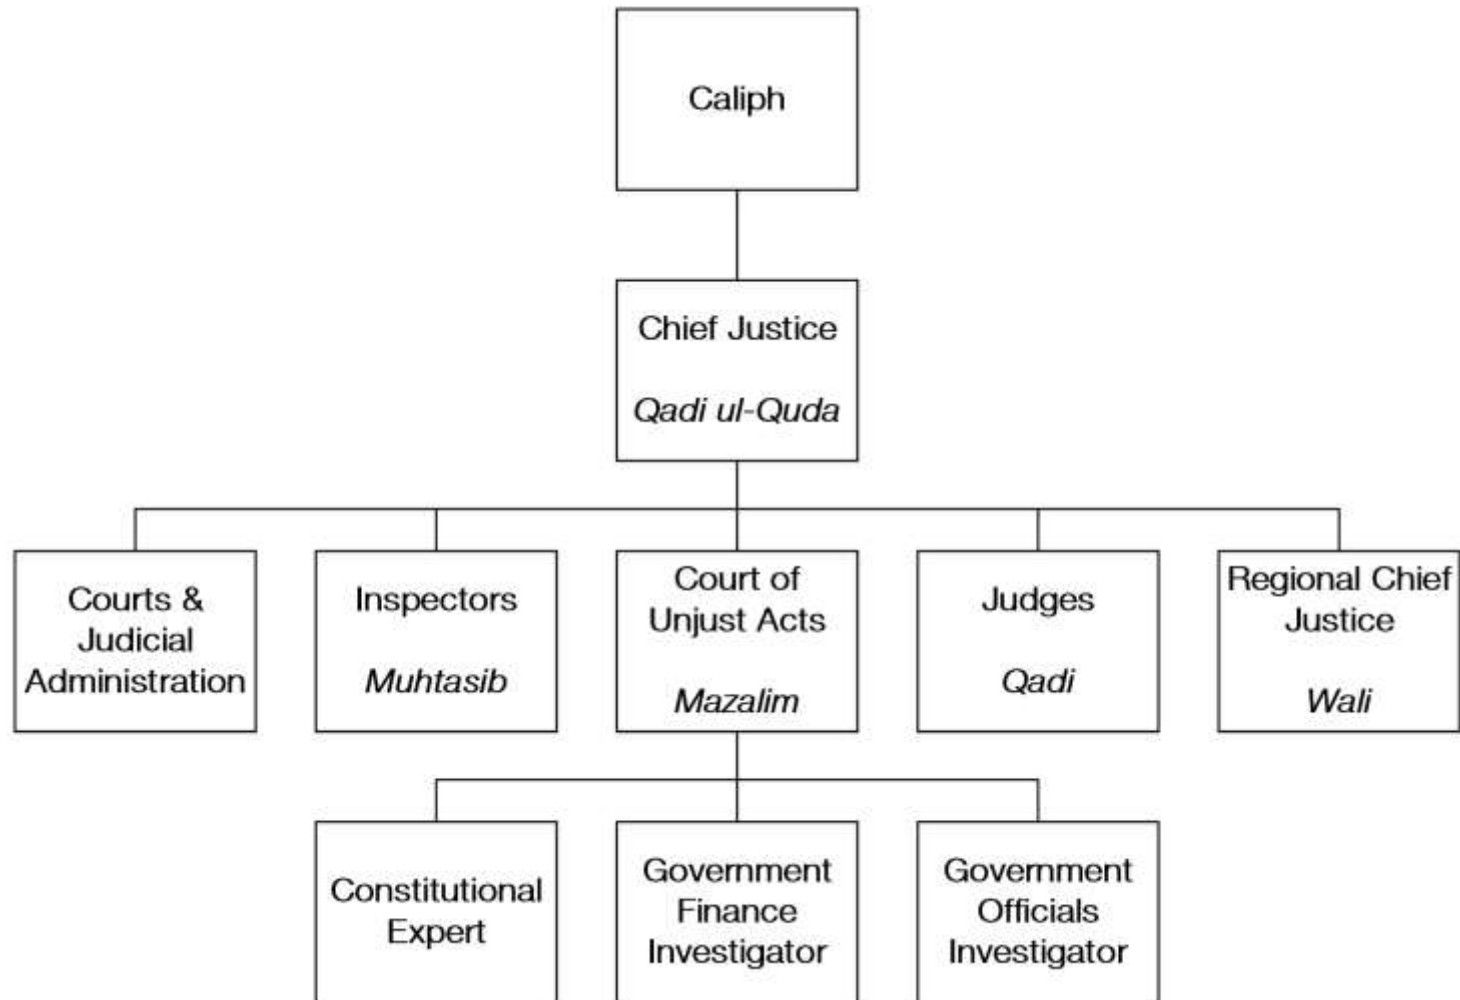 Caliph
Chief Justice
Qadi ul-Quda
Courts &
Judicial
Administration
Inspectors
Muhtasib
Court of
Unjust Acts
Mazalim
Judges
Qadi
Regional Chief
Justice
Wali
Constitutional
Expert
Government
Finance
Investigator
Government
Officials
Investigator